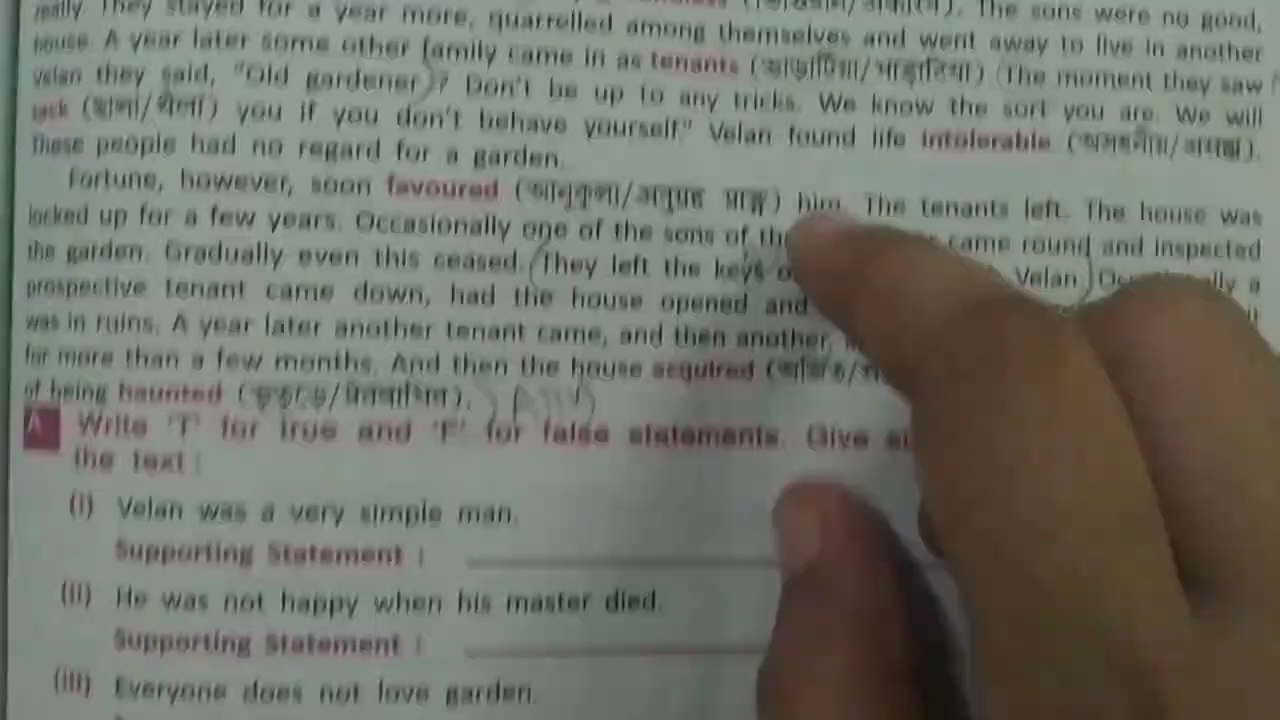 really. They stayed for a year more, quarrelled among themselves and went away to live in another
house. A year later some other family came in as tenants (ভাড়াটিয়া/भाड़াটিয়া) (The moment they saw
Velan they said, "Old gardener)? Don't be up to any tricks. We know the sort you are. We will
sack you if you don't behave yourself." Velan found life intolerable
These people had no regard for a garden.
Fortune, however, soon favoured him. The tenants left. The house was
locked up for a few years. Occasionally one of the sons of the came round and inspected
the garden. Gradually even this ceased. (They left the keys Velan)
prospective tenant came down, had the house opened and
was in ruins. A year later another tenant came, and then another,
for more than a few months. And then the house acquired
of being haunted
A Write 'T' for true and 'F' for false statements. Give
the text :
(i) Velan was a very simple man.
Supporting Statement :
(ii) He was not happy when his master died.
Supporting Statement :
(iii) Everyone does not love garden.